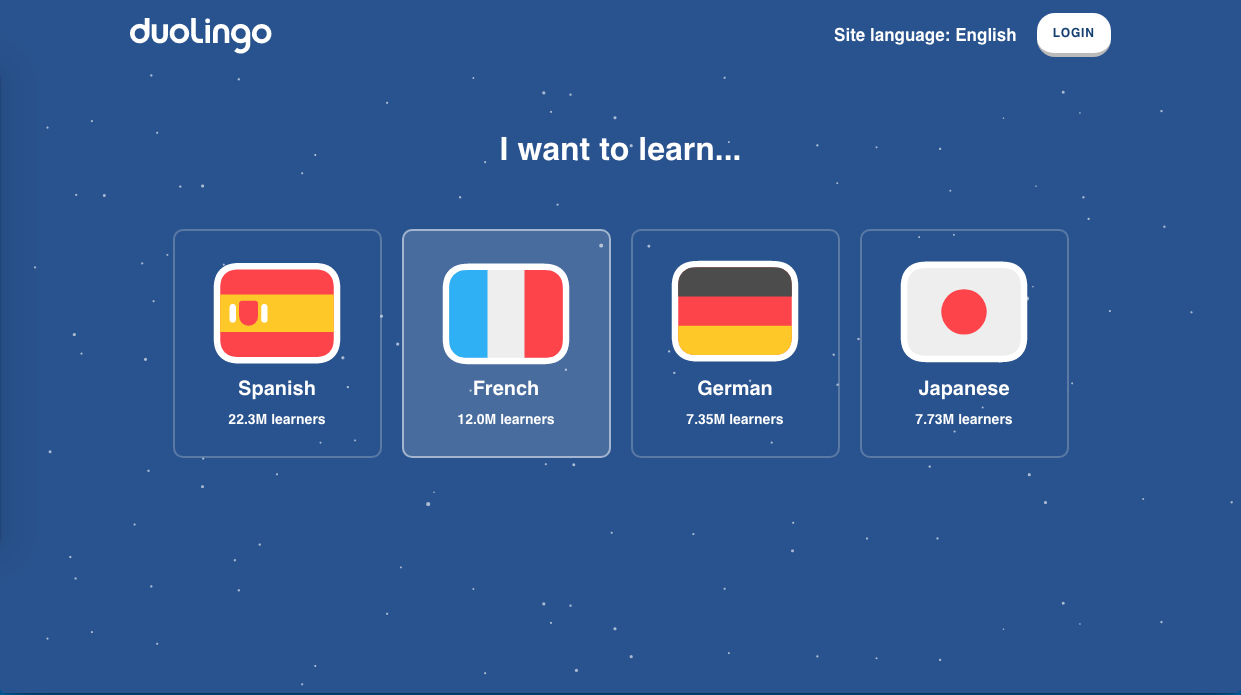 duolingo
Site language: English
LOGIN
I want to learn...
Spanish
22.3M learners
French
12.0M learners
German
7.35M learners
Japanese
7.73M learners